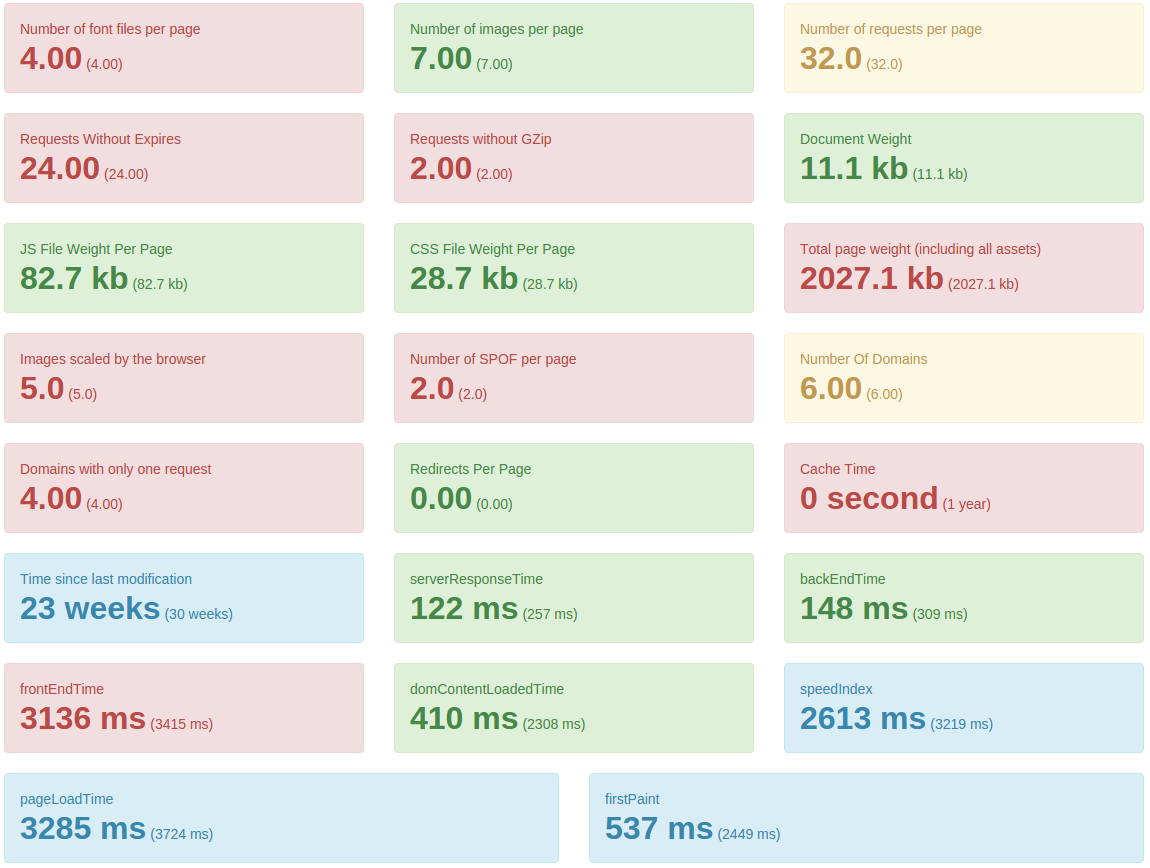 Number of font files per page
4.00 (4.00)
Number of images per page
7.00 (7.00)
Number of requests per page
32.0 (32.0)
Requests Without Expires
24.00 (24.00)
Requests without GZip
2.00 (2.00)
Document Weight
11.1 kb (11.1 kb)
JS File Weight Per Page
82.7 kb (82.7 kb)
CSS File Weight Per Page
28.7 kb (28.7 kb)
Total page weight (including all assets)
2027.1 kb (2027.1 kb)
Images scaled by the browser
5.0 (5.0)
Number of SPOF per page
2.0 (2.0)
Number Of Domains
6.00 (6.00)
Domains with only one request
4.00 (4.00)
Redirects Per Page
0.00 (0.00)
Cache Time
0 second (1 year)
Time since last modification
23 weeks (30 weeks)
serverResponseTime
122 ms (257 ms)
backEndTime
148 ms (309 ms)
frontEndTime
3136 ms (3415 ms)
domContentLoadedTime
410 ms (2308 ms)
speedIndex
2613 ms (3219 ms)
pageLoadTime
3285 ms (3724 ms)
firstPaint
537 ms (2449 ms)